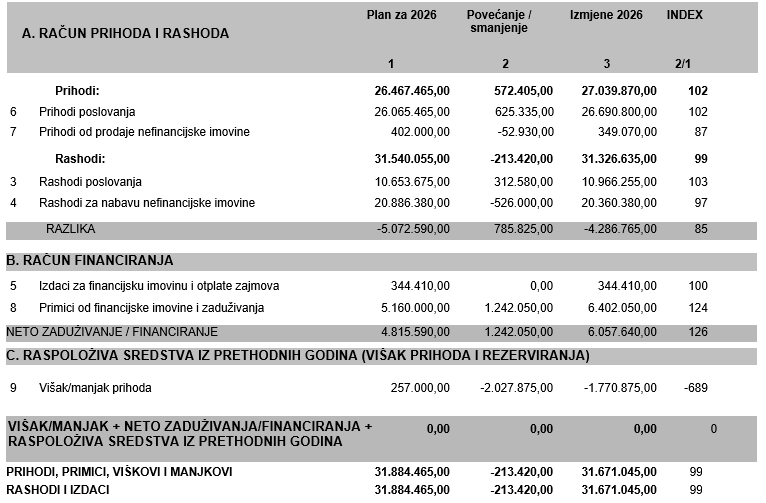 Plan za 2026 Povećanje / smanjenje Izmjene 2026 INDEX
A. RAČUN PRIHODA I RASHODA
1 2 3 2/1
Prihodi: 26.467.465,00 572.405,00 27.039.870,00 102
6 Prihodi poslovanja 26.065.465,00 625.335,00 26.690.800,00 102
7 Prihodi od prodaje nefinancijske imovine 402.000,00 -52.930,00 349.070,00 87
Rashodi: 31.540.055,00 -213.420,00 31.326.635,00 99
3 Rashodi poslovanja 10.653.675,00 312.580,00 10.966.255,00 103
4 Rashodi za nabavu nefinancijske imovine 20.886.380,00 -526.000,00 20.360.380,00 97
RAZLIKA -5.072.590,00 785.825,00 -4.286.765,00 85
B. RAČUN FINANCIRANJA
5 Izdaci za financijsku imovinu i otplate zajmova 344.410,00 0,00 344.410,00 100
8 Primici od financijske imovine i zaduživanja 5.160.000,00 1.242.050,00 6.402.050,00 124
NETO ZADUŽIVANJE / FINANCIRANJE 4.815.590,00 1.242.050,00 6.057.640,00 126
C. RASPOLOŽIVA SREDSTVA IZ PRETHODNIH GODINA (VIŠAK PRIHODA I REZERVIRANJA)
9 Višak/manjak prihoda 257.000,00 -2.027.875,00 -1.770.875,00 -689
VIŠAK/MANJAK + NETO ZADUŽIVANJA/FINANCIRANJA +
RASPOLOŽIVA SREDSTVA IZ PRETHODNIH GODINA 0,00 0,00 0,00 0
PRIHODI, PRIMICI, VIŠKOVI I MANJKOVI 31.884.465,00 -213.420,00 31.671.045,00 99
RASHODI I IZDACI 31.884.465,00 -213.420,00 31.671.045,00 99